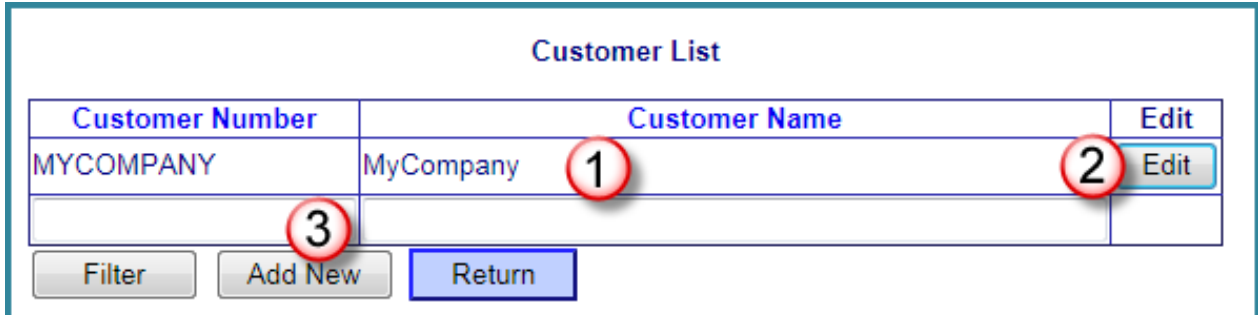 Customer List
Customer Number Customer Name Edit
MYCOMPANY MyCompany 1 2 Edit
3
Filter Add New Return